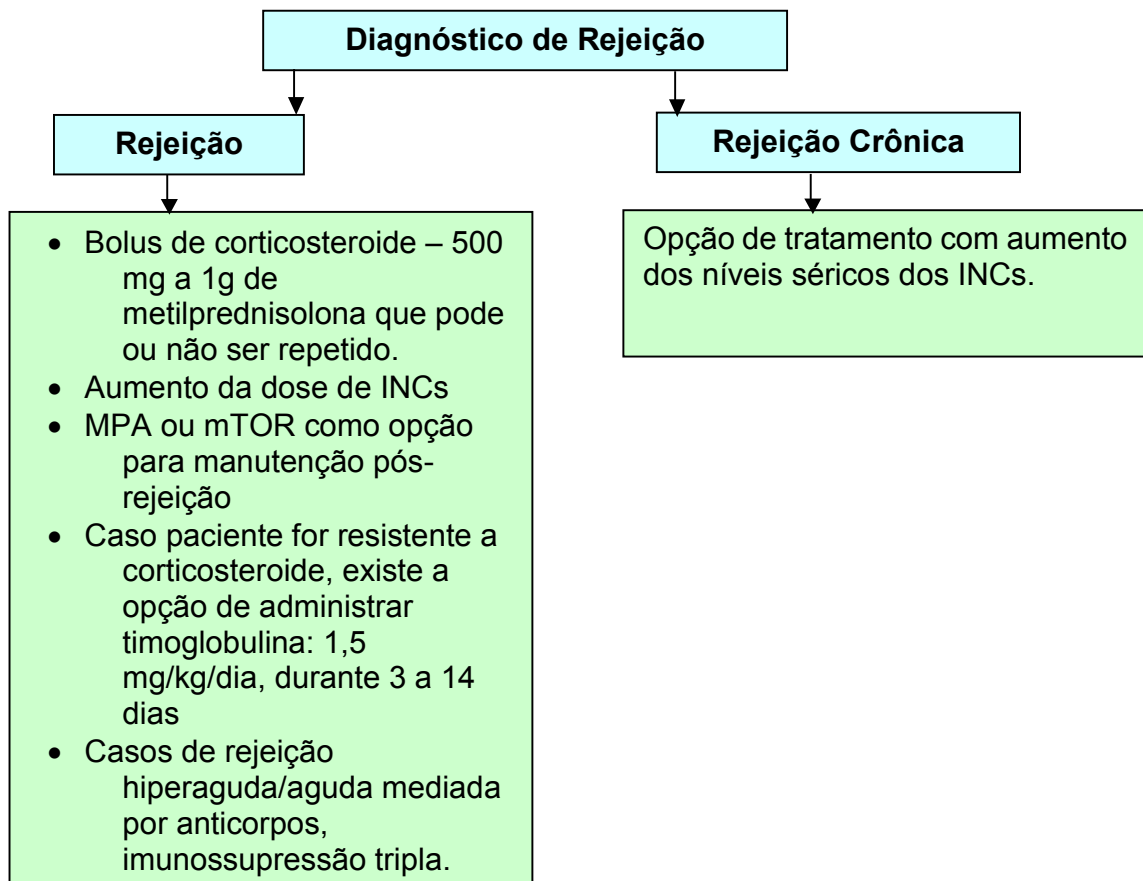 Diagnóstico de Rejeição
Rejeição
Rejeição Crônica
• Bolus de corticosteroide – 500
mg a 1g de
metilprednisolona que pode
ou não ser repetido.
• Aumento da dose de INCs
• MPA ou mTOR como opção
para manutenção pós-
rejeição
• Caso paciente for resistente a
corticosteroide, existe a
opção de administrar
timoglobulina: 1,5
mg/kg/dia, durante 3 a 14
dias
• Casos de rejeição
hiperaguda/aguda mediada
por anticorpos,
imunossupressão tripla.
Opção de tratamento com aumento
dos níveis séricos dos INCs.